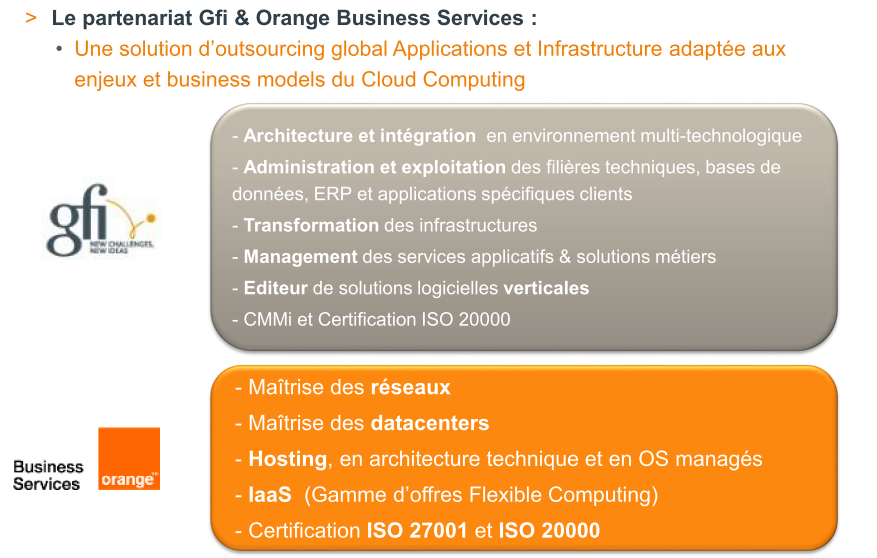 > Le partenariat Gfi & Orange Business Services :
• Une solution d’outsourcing global Applications et Infrastructure adaptée aux
enjeux et business models du Cloud Computing
- Architecture et intégration  en environnement multi-technologique
- Administration et exploitation des filières techniques, bases de
données, ERP et applications spécifiques clients
- Transformation des infrastructures
- Management des services applicatifs & solutions métiers
- Editeur de solutions logicielles verticales
- CMMi et Certification ISO 20000
gfi
NEW CHALLENGES,
NEW IDEAS
- Maîtrise des réseaux
- Maîtrise des datacenters
- Hosting, en architecture technique et en OS managés
- IaaS  (Gamme d’offres Flexible Computing)
- Certification ISO 27001 et ISO 20000
Business
Services
orange™